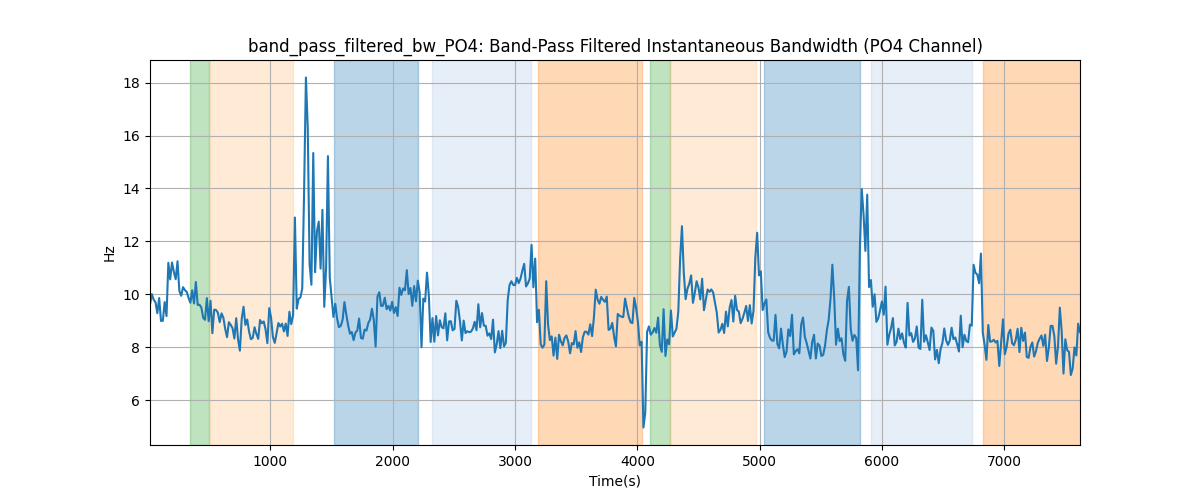 band_pass_filtered_bw_PO4: Band-Pass Filtered Instantaneous Bandwidth (PO4 Channel)
18
16
14
12
10
8
6
Hz
1000 2000 3000 4000 5000 6000 7000
Time(s)